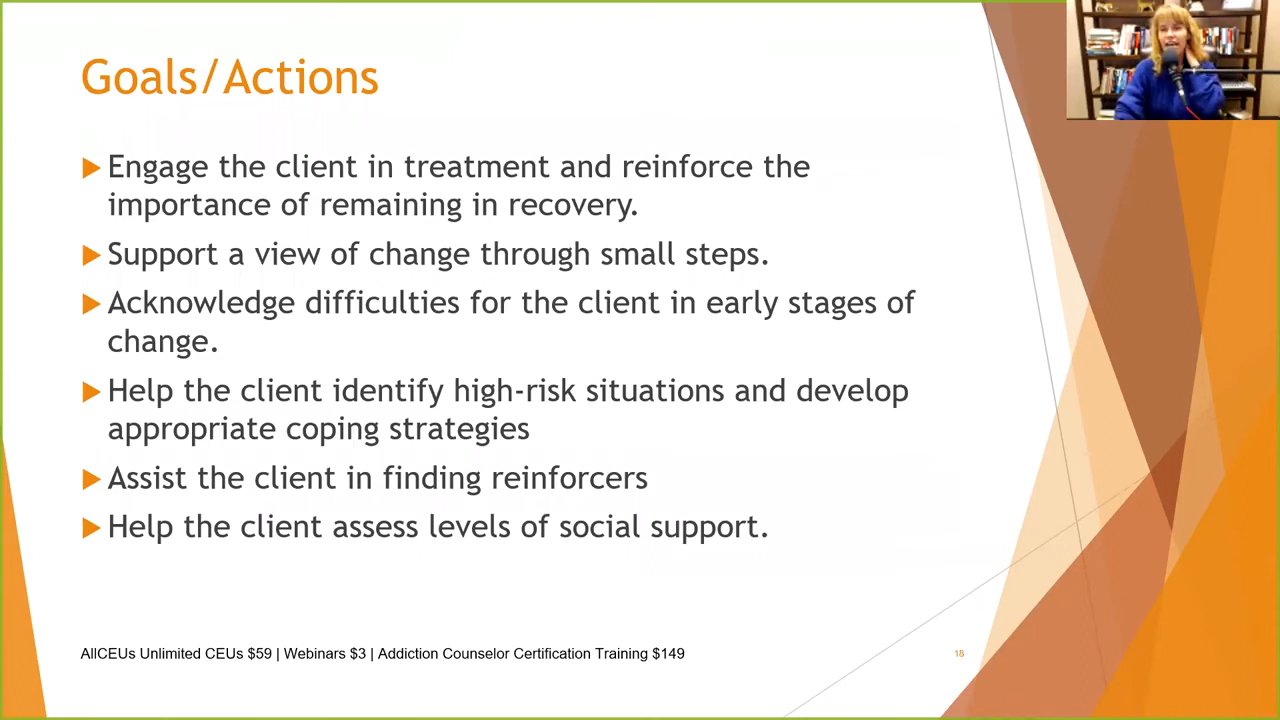 Goals/Actions
Engage the client in treatment and reinforce the
importance of remaining in recovery.
Support a view of change through small steps.
Acknowledge difficulties for the client in early stages of
change.
Help the client identify high-risk situations and develop
appropriate coping strategies
Assist the client in finding reinforcers
Help the client assess levels of social support.
AllCEUs Unlimited CEUs $59 | Webinars $3 | Addiction Counselor Certification Training $149
18